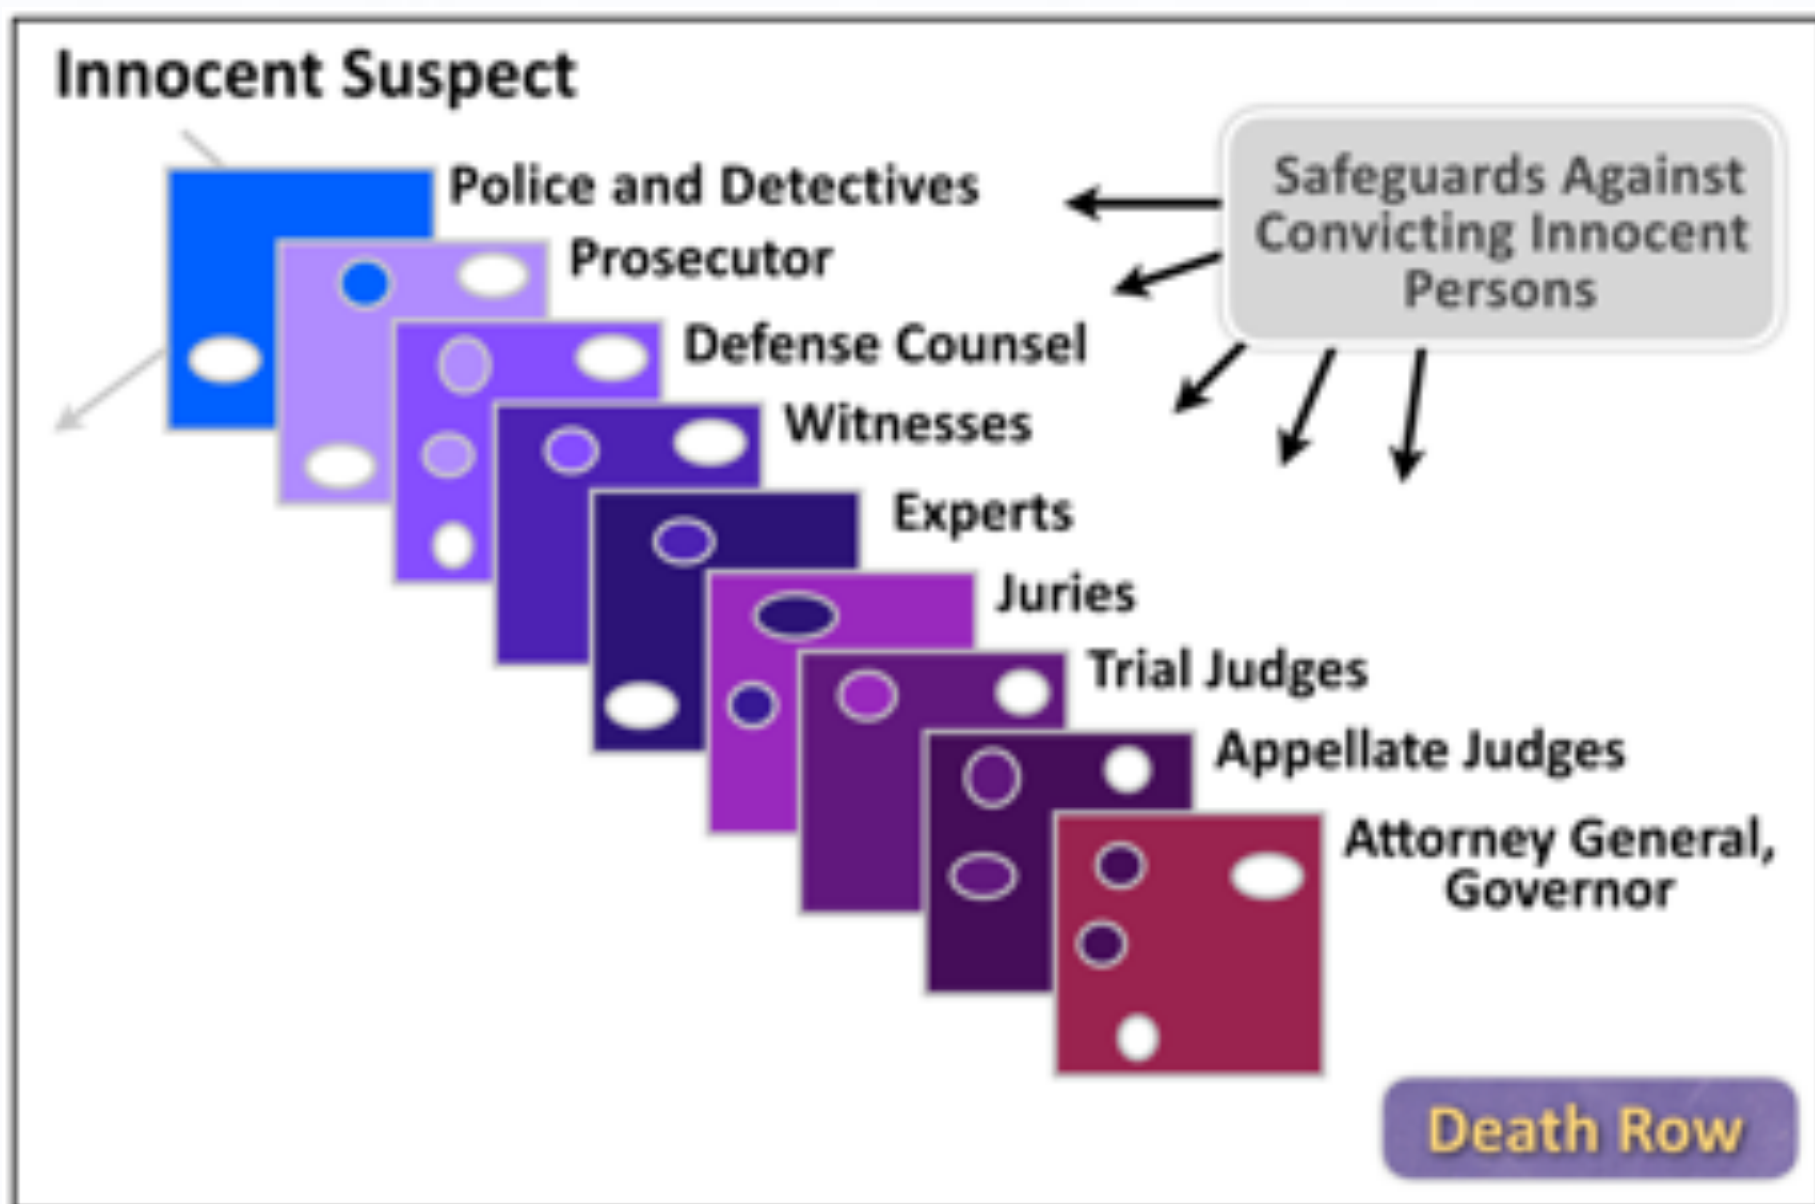 Innocent Suspect
Police and Detectives
Safeguards Against
Convicting Innocent
Persons
Prosecutor
Defense Counsel
Witnesses
Experts
Juries
Trial Judges
Appellate Judges
Attorney General,
Governor
Death Row